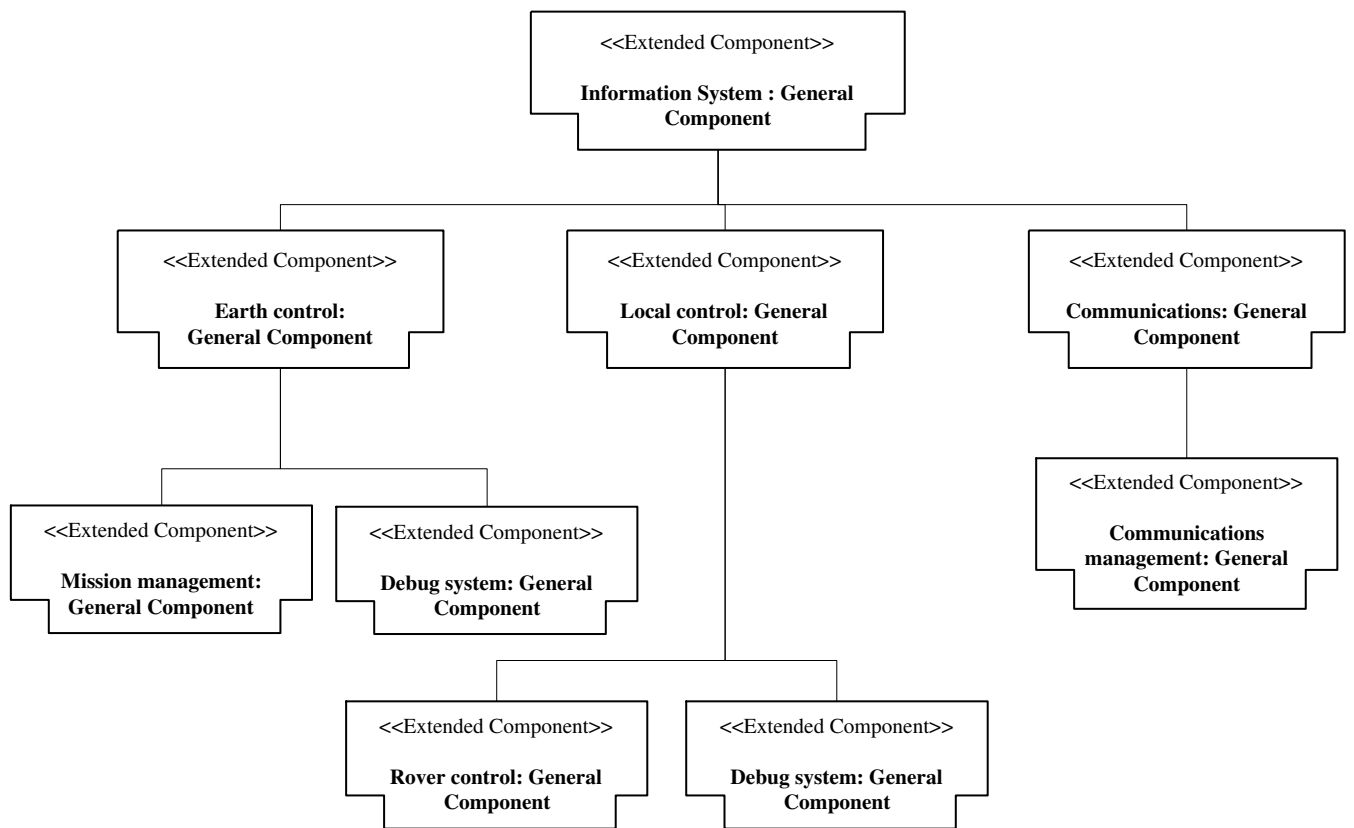 <<Extended Component>>
Information System : General
Component
<<Extended Component>>
Earth control:
General Component
<<Extended Component>>
Local control: General
Component
<<Extended Component>>
Communications: General
Component
<<Extended Component>>
Mission management:
General Component
<<Extended Component>>
Debug system: General
Component
<<Extended Component>>
Communications
management: General
Component
<<Extended Component>>
Rover control: General
Component
<<Extended Component>>
Debug system: General
Component